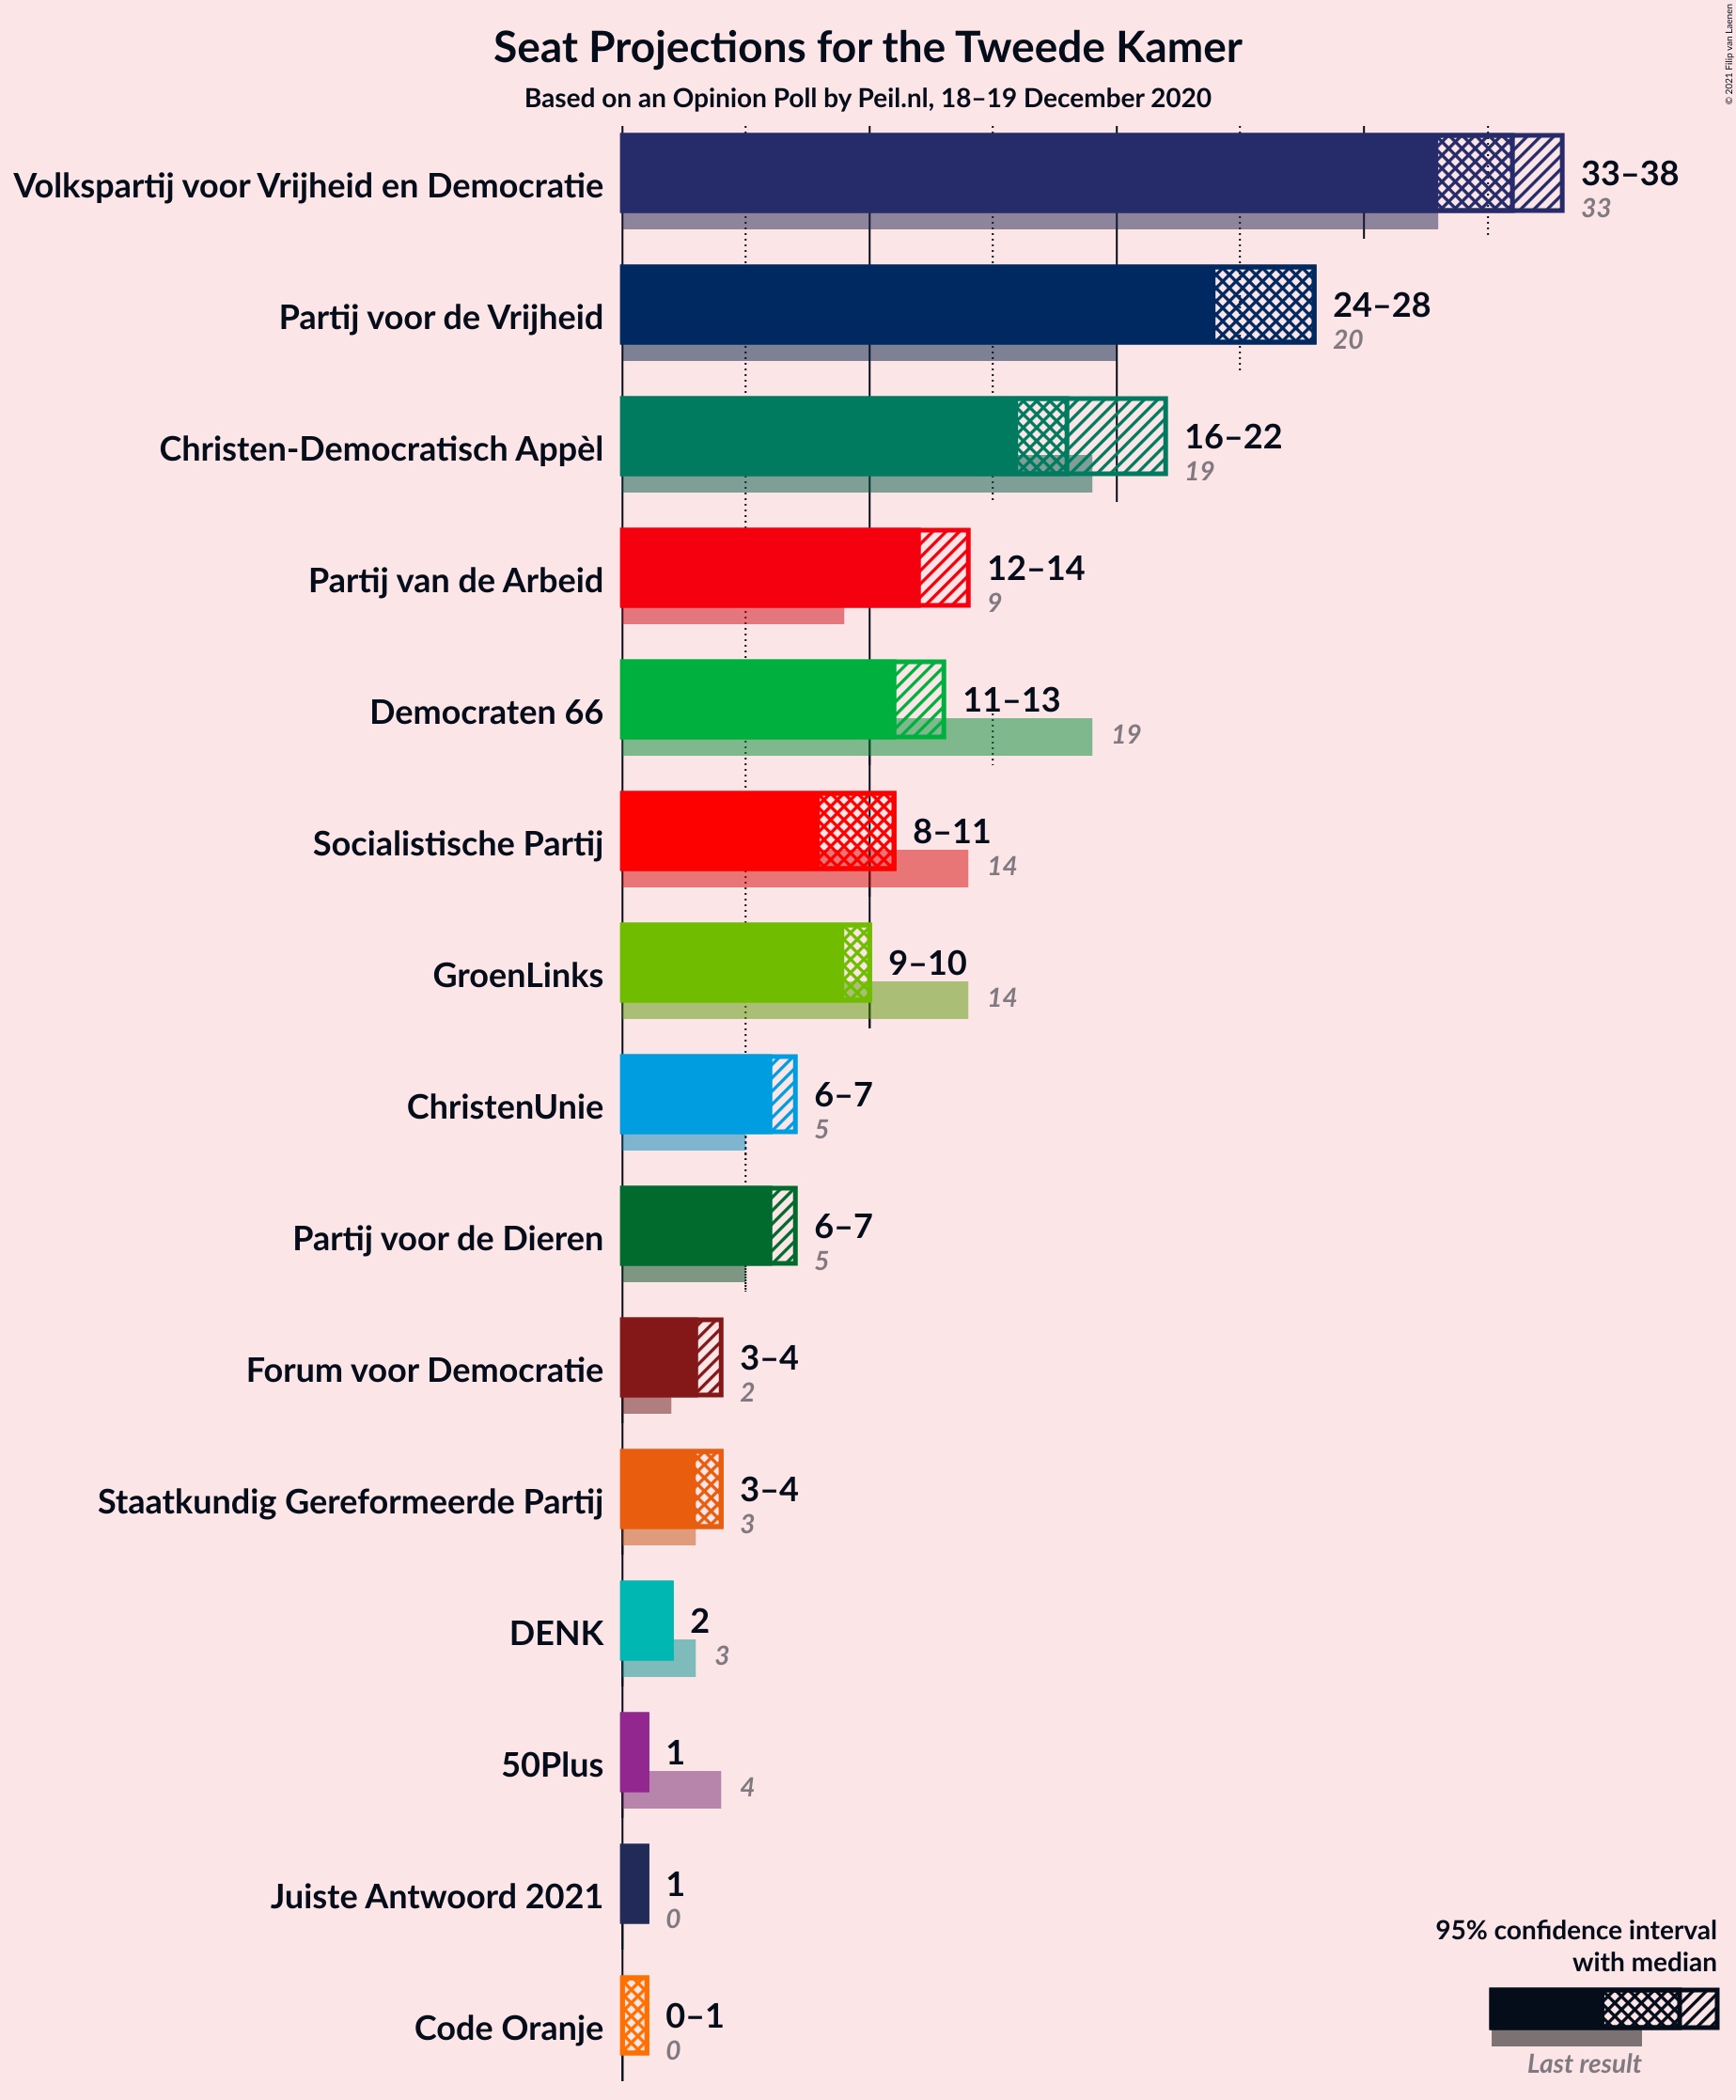 Seat Projections for the Tweede Kamer
Based on an Opinion Poll by Peil.nl, 18–19 December 2020
© 2021 Filip van Laenen
Volkspartij voor Vrijheid en Democratie
33–38
33
Partij voor de Vrijheid
24–28
20
Christen-Democratisch Appèl
16–22
19
Partij van de Arbeid
12–14
9
Democraten 66
11–13
19
Socialistische Partij
8–11
14
GroenLinks
9–10
14
ChristenUnie
6–7
5
Partij voor de Dieren
6–7
5
Forum voor Democratie
3–4
2
Staatkundig Gereformeerde Partij
3–4
3
DENK
2
3
50Plus
1
4
Juiste Antwoord 2021
1
0
Code Oranje
0–1
0
95% confidence interval
with median
Last result